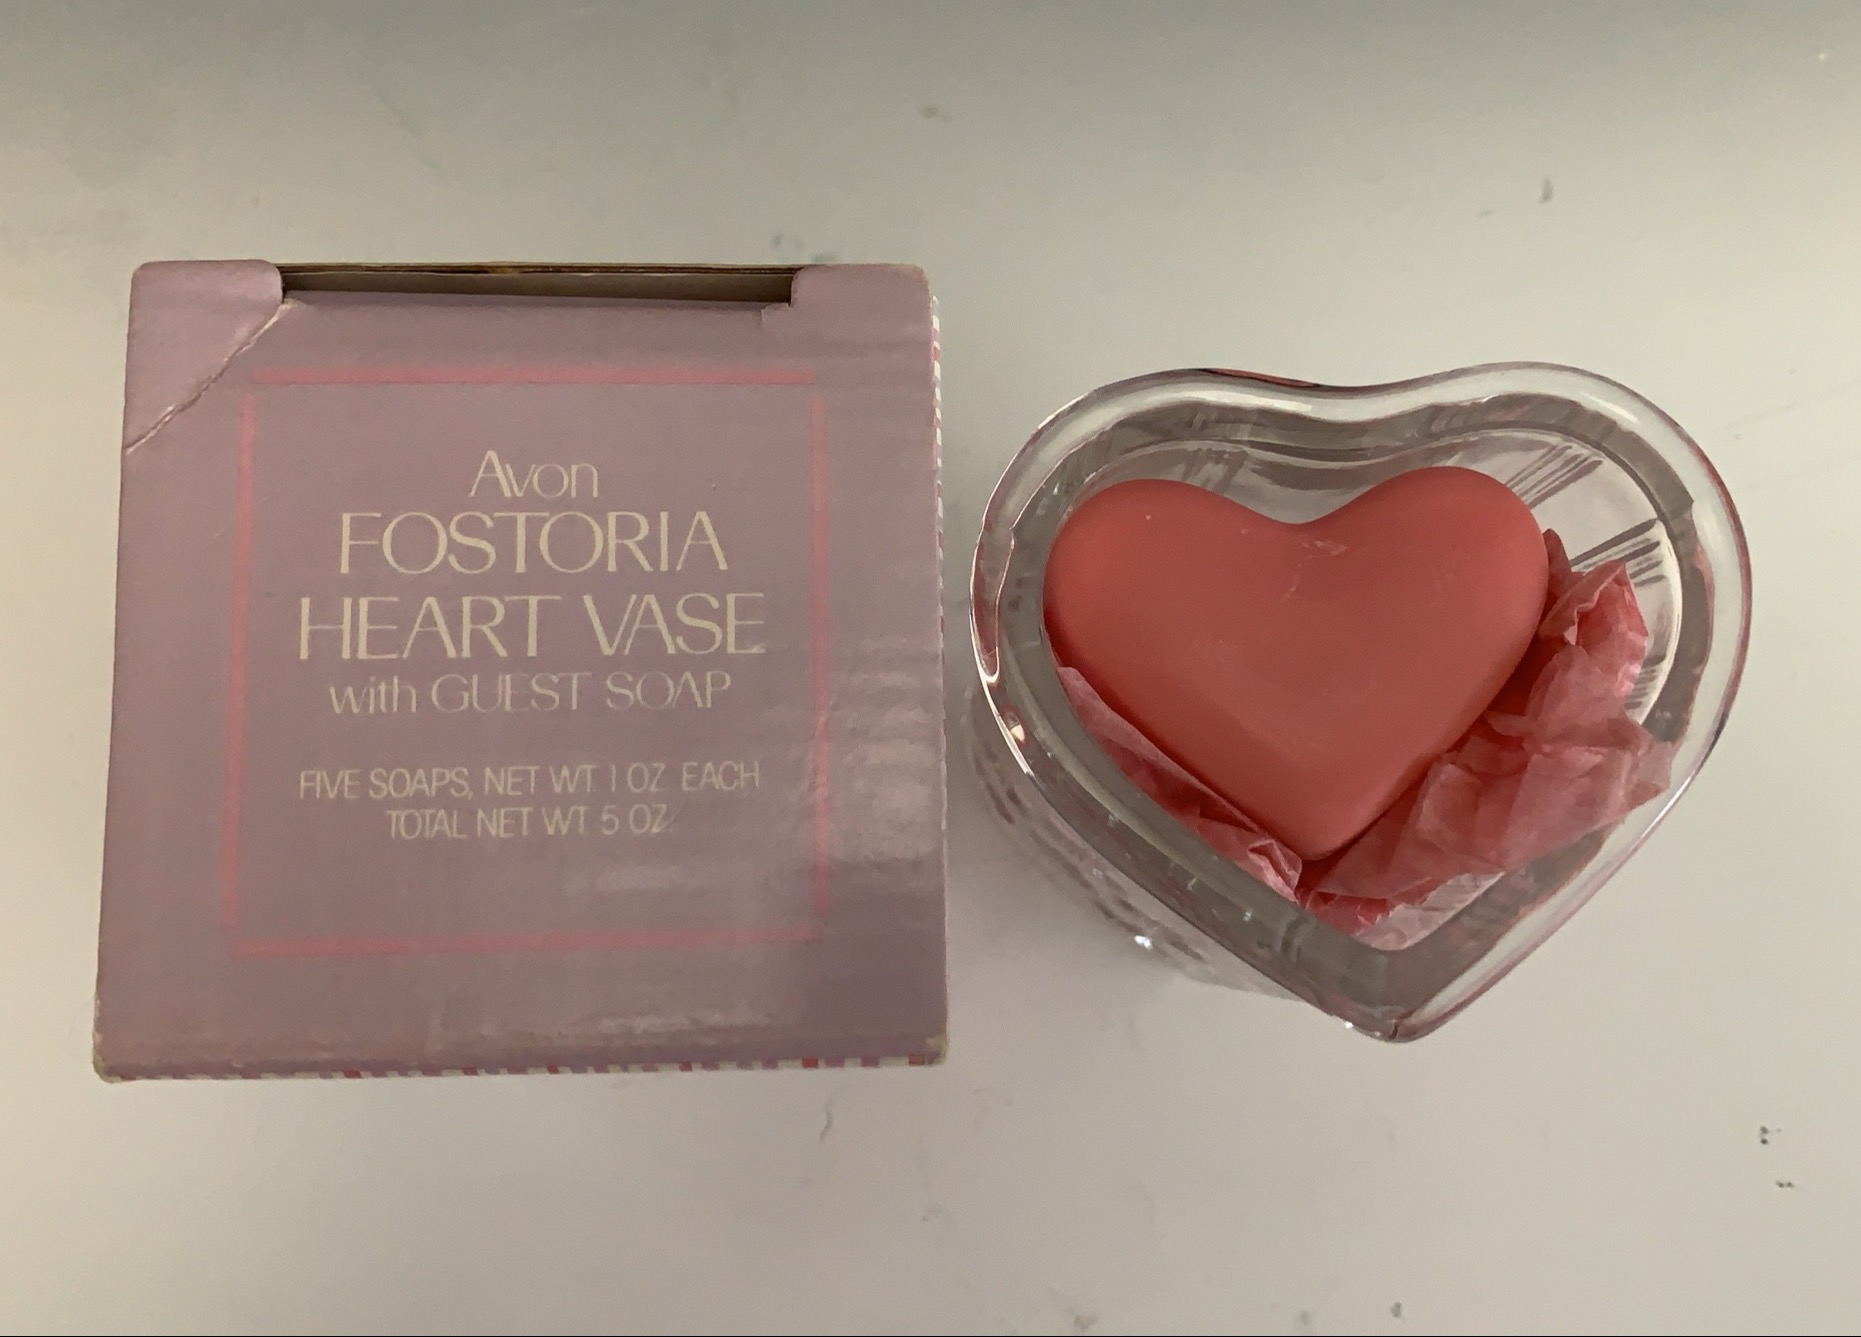 Avon
FOSTORIA
HEART VASE
with GUEST SOAP
FIVE SOAPS, NET WT. 1 OZ. EACH
TOTAL NET WT. 5 OZ.